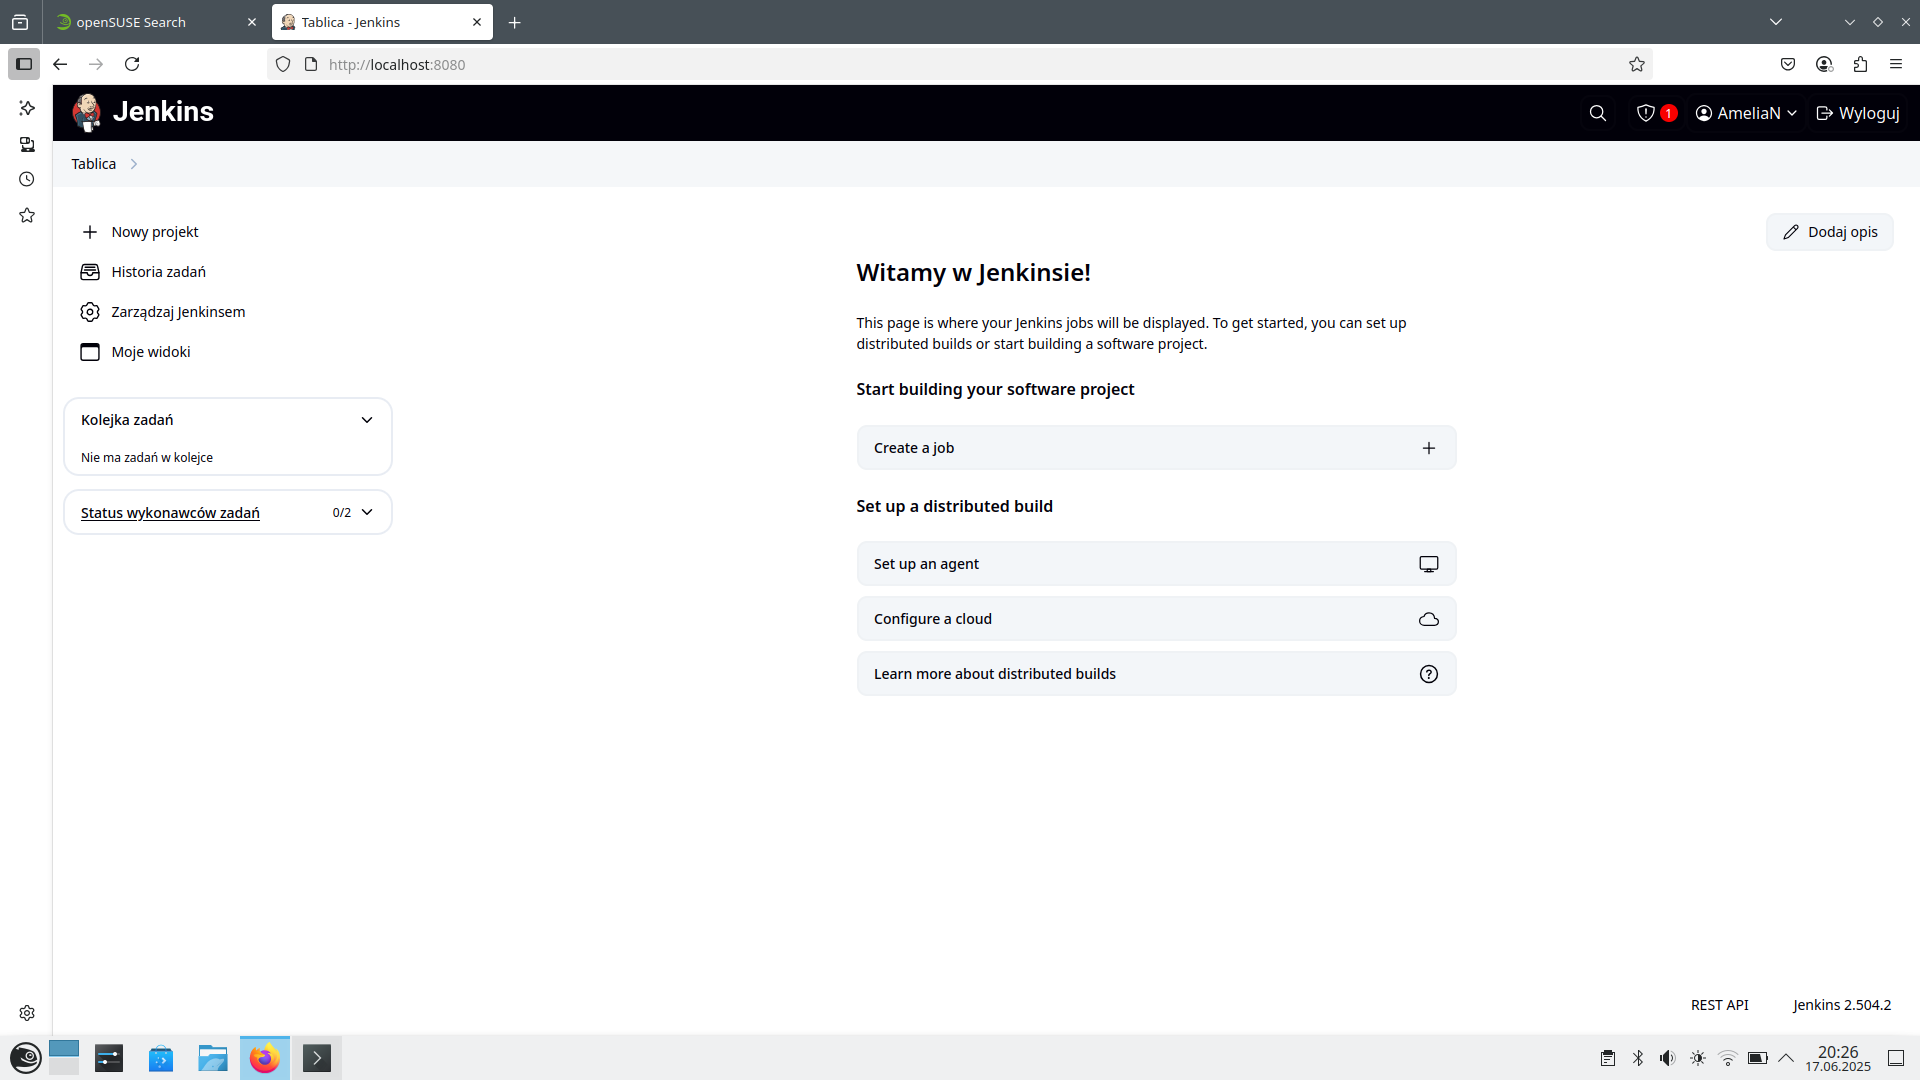 openSUSE Search
Tablica - Jenkins
http://localhost:8080
Jenkins
1
AmeliaN
Wyloguj
Tablica
Nowy projekt
Historia zadań
Zarządzaj Jenkinsem
Moje widoki
Kolejka zadań
Nie ma zadań w kolejce
Status wykonawców zadań 0/2
Dodaj opis
Witamy w Jenkinsie!
This page is where your Jenkins jobs will be displayed. To get started, you can set up
distributed builds or start building a software project.
Start building your software project
Create a job
Set up a distributed build
Set up an agent
Configure a cloud
Learn more about distributed builds
REST API
Jenkins 2.504.2
20:26
17.06.2025